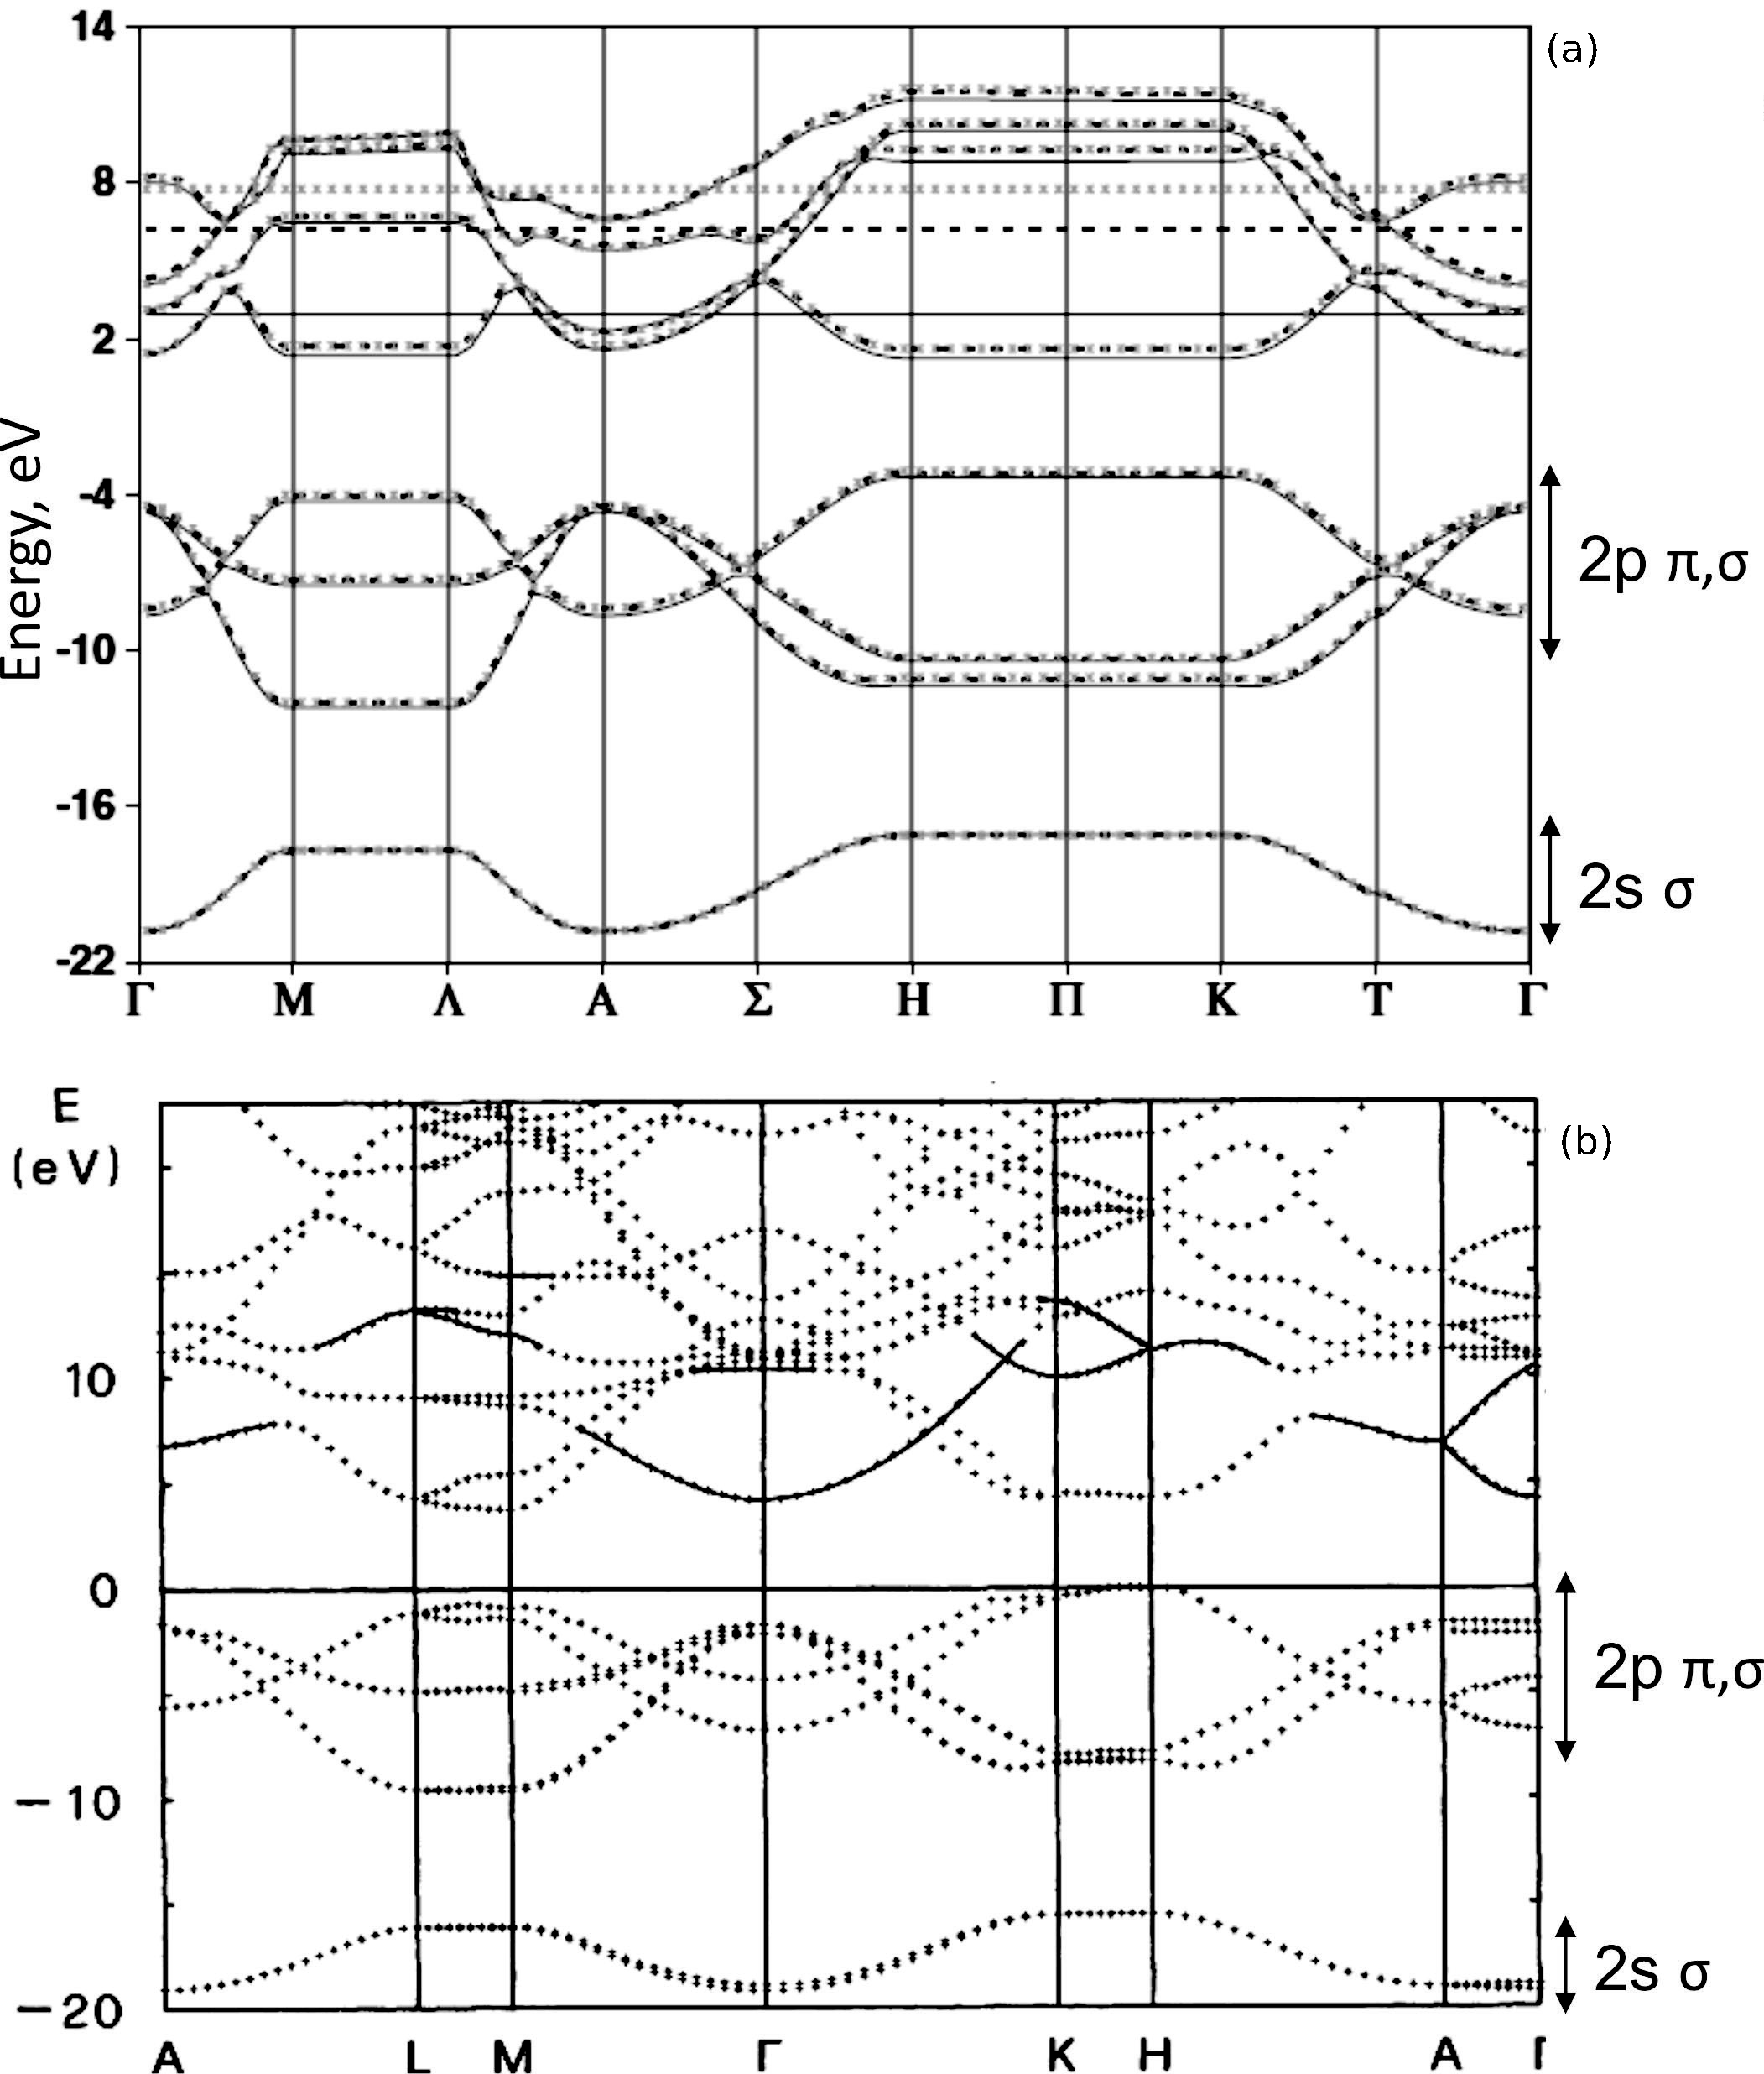 14
(a)
8
2
-4
-10
-16
-22
Energy, eV
2p π,σ
2s σ
Γ Μ Λ Α Σ Η Π Κ Τ Γ
E
(eV)
(b)
10
0
-10
-20
2p π,σ
2s σ
A L M Γ K H A Γ